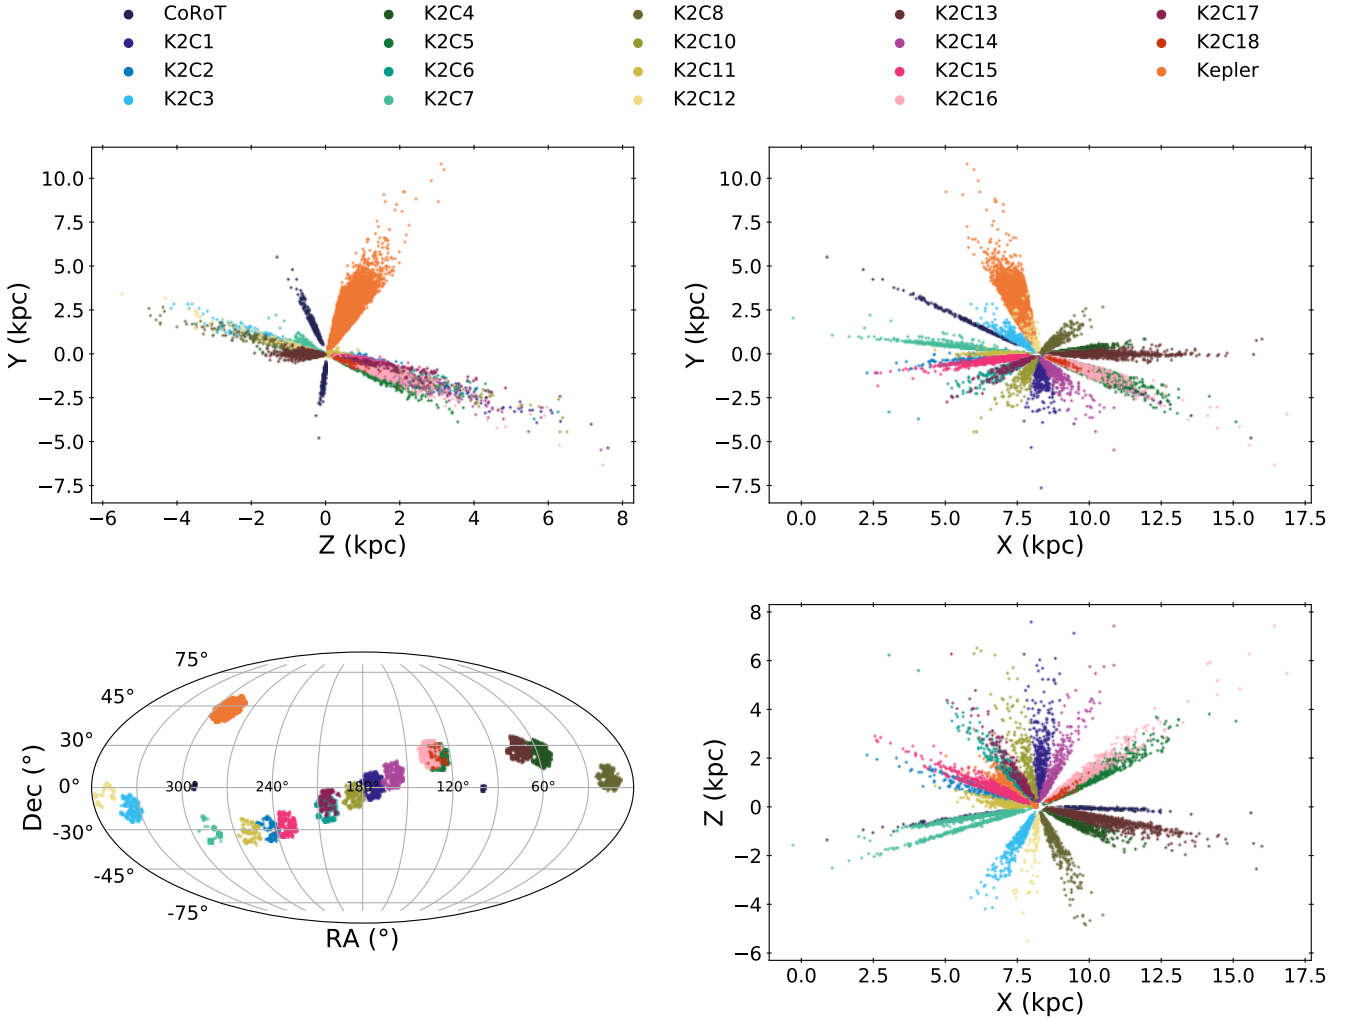 CoRoT K2C4 K2C8 K2C13 K2C17
K2C1 K2C5 K2C10 K2C14 K2C18
K2C2 K2C6 K2C11 K2C15 Kepler
K2C3 K2C7 K2C12 K2C16
10.0
7.5
5.0
2.5
0.0
−2.5
−5.0
−7.5
Y (kpc)
−6 −4 −2 0 2 4 6 8
Z (kpc)
10.0
7.5
5.0
2.5
0.0
−2.5
−5.0
−7.5
Y (kpc)
0.0 2.5 5.0 7.5 10.0 12.5 15.0 17.5
X (kpc)
75°
45°
30°
0°
-30°
-45°
-75°
Dec (°)
300° 240° 180° 120° 60°
RA (°)
8
6
4
2
0
−2
−4
−6
Z (kpc)
0.0 2.5 5.0 7.5 10.0 12.5 15.0 17.5
X (kpc)